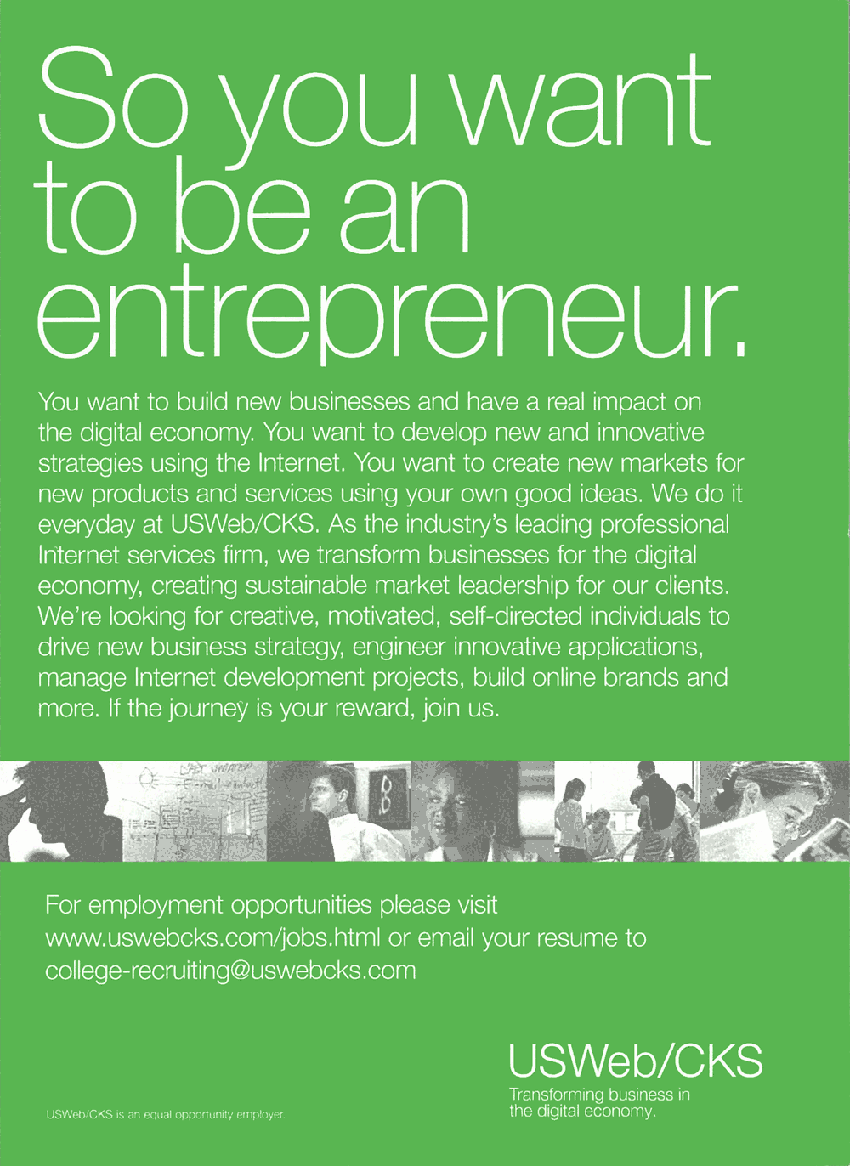 So you want
to be an
entrepreneur.
You want to build new businesses and have a real impact on
the digital economy. You want to develop new and innovative
strategies using the Internet. You want to create new markets for
new products and services using your own good ideas. We do it
everyday at USWeb/CKS. As the industry's leading professional
Internet services firm, we transform businesses for the digital
economy, creating sustainable market leadership for our clients.
We're looking for creative, motivated, self-directed individuals to
drive new business strategy, engineer innovative applications,
manage Internet development projects, build online brands and
more. If the journey is your reward, join us.
8
For employment opportunities please visit
www.uswebcks.com/jobs.html or email your resume to
college-recruiting@uswebcks.com
USWeb/CKS
Transforming business in
the digital economy.
USWeb/CKS is an equal opportunity employer.